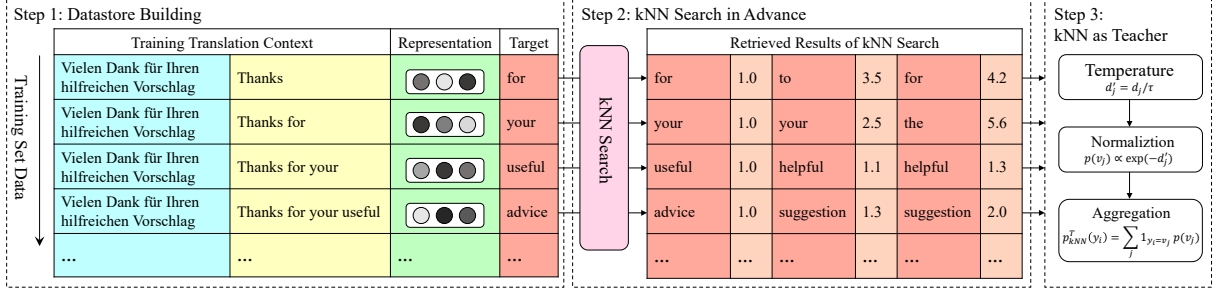 Step 1: Datastore Building
Training Set Data
Training Translation Context Representation Target
Vielen Dank für Ihren
hilfreichen Vorschlag
Thanks
for
Vielen Dank für Ihren
hilfreichen Vorschlag
Thanks for
your
Vielen Dank für Ihren
hilfreichen Vorschlag
Thanks for your
useful
Vielen Dank für Ihren
hilfreichen Vorschlag
Thanks for your useful
advice
... ... ... ...
Step 2: kNN Search in Advance
kNN Search
Retrieved Results of kNN Search
for 1.0 to 3.5 for 4.2
your 1.0 your 2.5 the 5.6
useful 1.0 helpful 1.1 helpful 1.3
advice 1.0 suggestion 1.3 suggestion 2.0
... ... ... ... ... ...
Step 3:
kNN as Teacher
Temperature
d′_j = d_j/τ
Normaliztion
p(v_j) ∝ exp(−d′_j)
Aggregation
p^T_{kNN}(y_i) = ∑_j 1_{y_i=v_j} p(v_j)